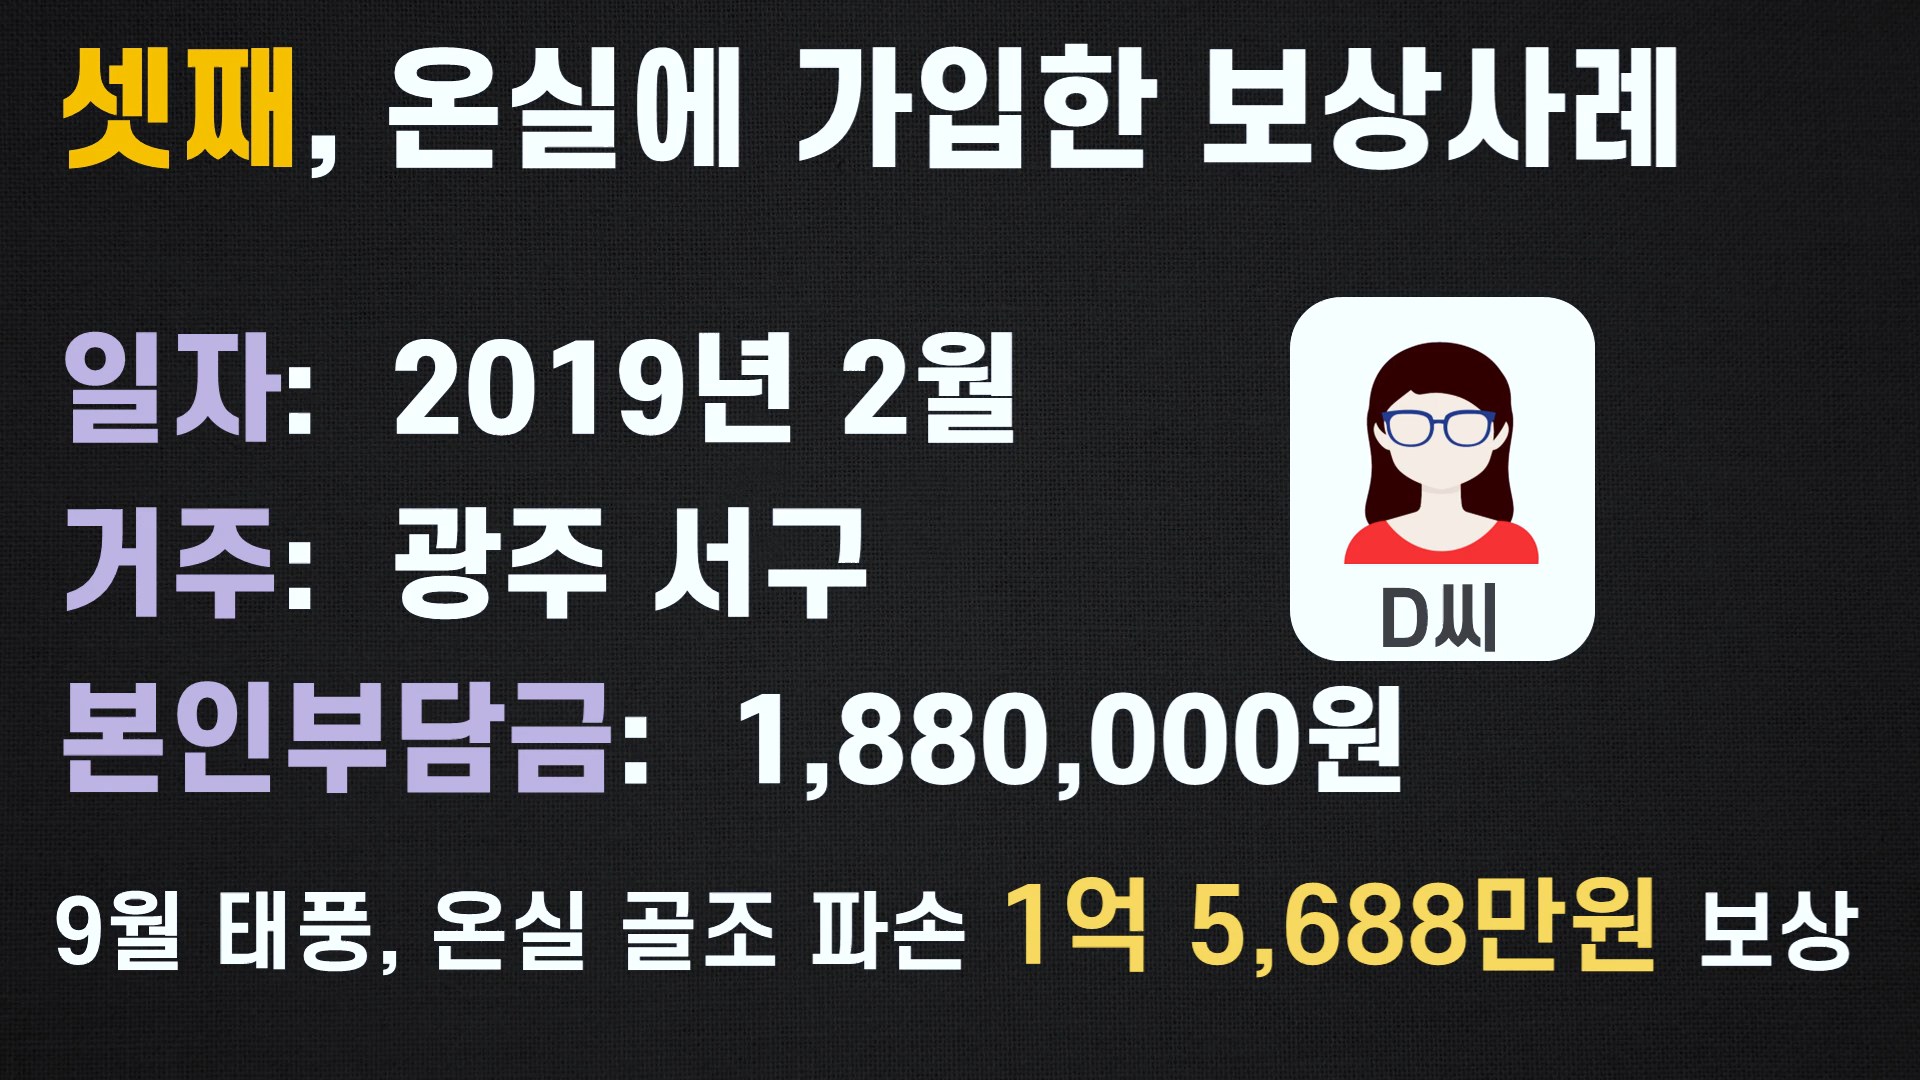 셋째, 온실에 가입한 보상사례
일자: 2019년 2월
거주: 광주 서구
D씨
본인부담금: 1,880,000원
9월 태풍, 온실 골조 파손 1억 5,688만원 보상